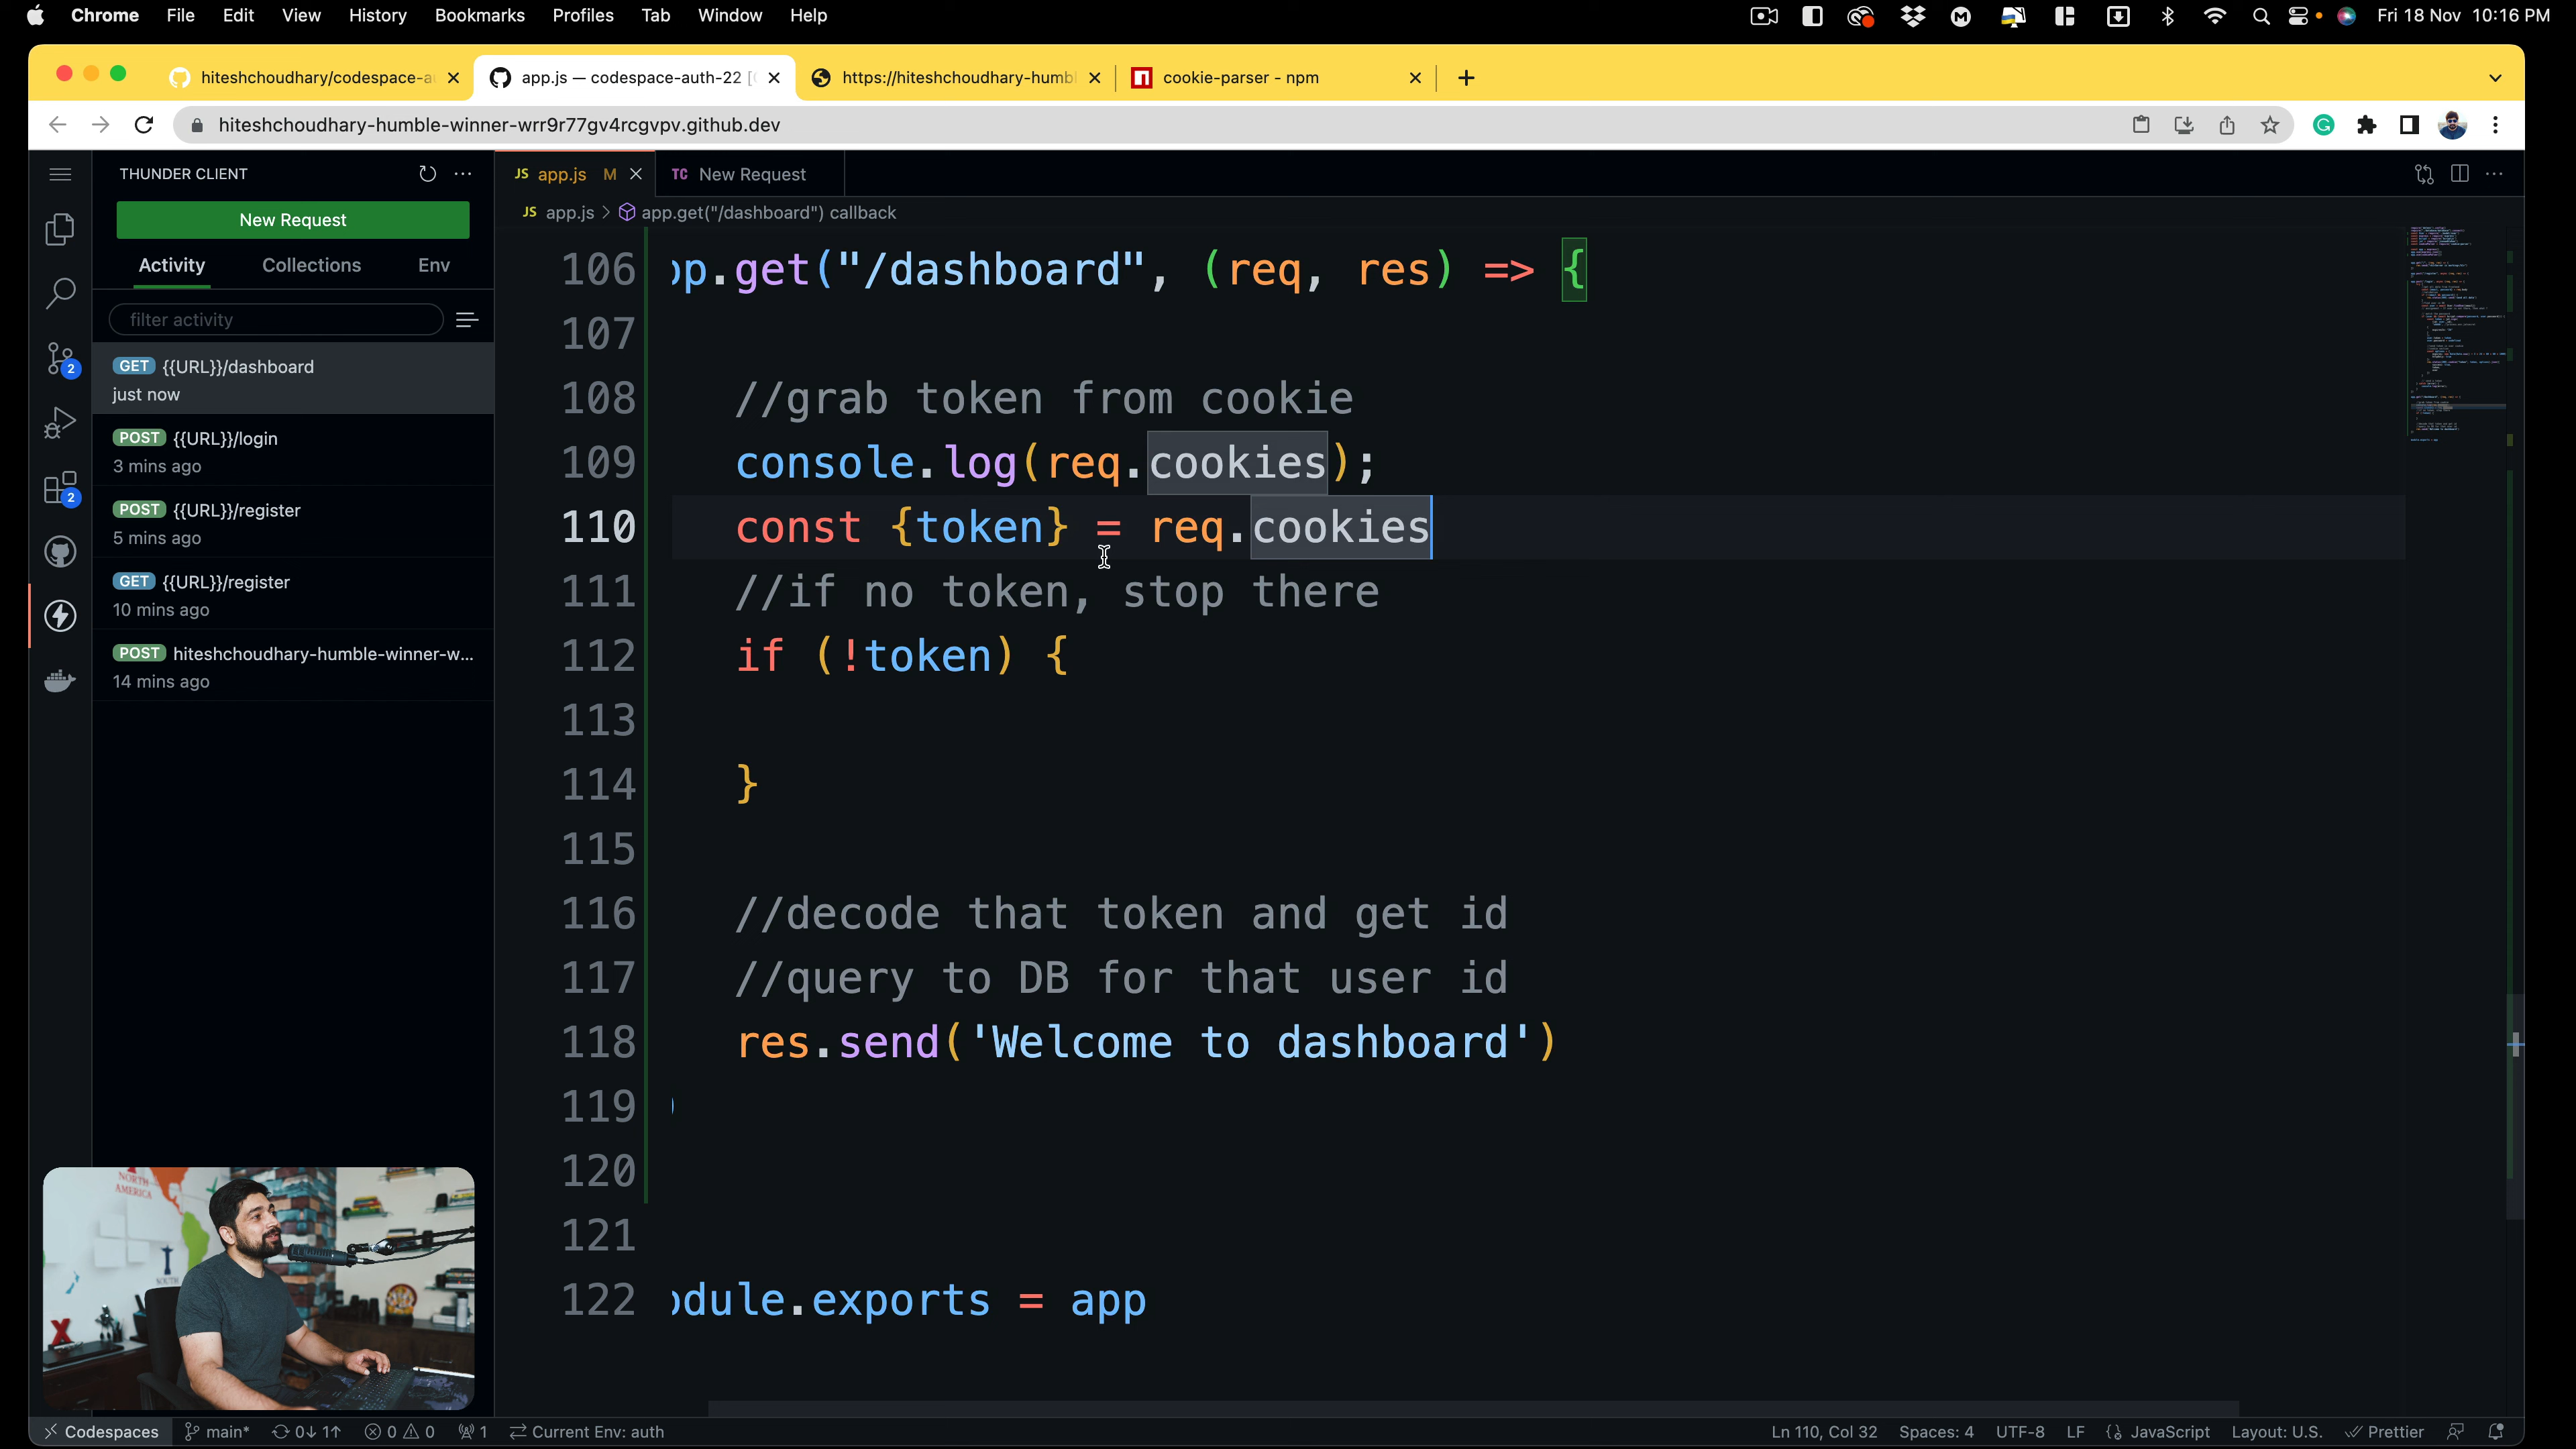 Chrome File Edit View History Bookmarks Profiles Tab Window Help Fri 18 Nov 10:16 PM
hiteshchoudhary/codespace-a app.js — codespace-auth-22 [ https://hiteshchoudhary-humbl cookie-parser - npm
hiteshchoudhary-humble-winner-wrr9r77gv4rcgvpv.github.dev
THUNDER CLIENT
New Request
Activity Collections Env
filter activity
GET {{URL}}/dashboard
just now
POST {{URL}}/login
3 mins ago
POST {{URL}}/register
5 mins ago
GET {{URL}}/register
10 mins ago
POST hiteshchoudhary-humble-winner-w...
14 mins ago
2
2
JS app.js M TC New Request
JS app.js > app.get("/dashboard") callback
106 pp.get("/dashboard", (req, res) => {
107
108 //grab token from cookie
109 console.log(req.cookies);
110 const {token} = req.cookies
111 //if no token, stop there
112 if (!token) {
113
114 }
115
116 //decode that token and get id
117 //query to DB for that user id
118 res.send('Welcome to dashboard')
119 )
120
121
122 odule.exports = app
NORTH
AMERICA
SOUTH
Codespaces main* 0↓ 1↑ 0 0 1 Current Env: auth Ln 110, Col 32 Spaces: 4 UTF-8 LF JavaScript Layout: U.S. Prettier